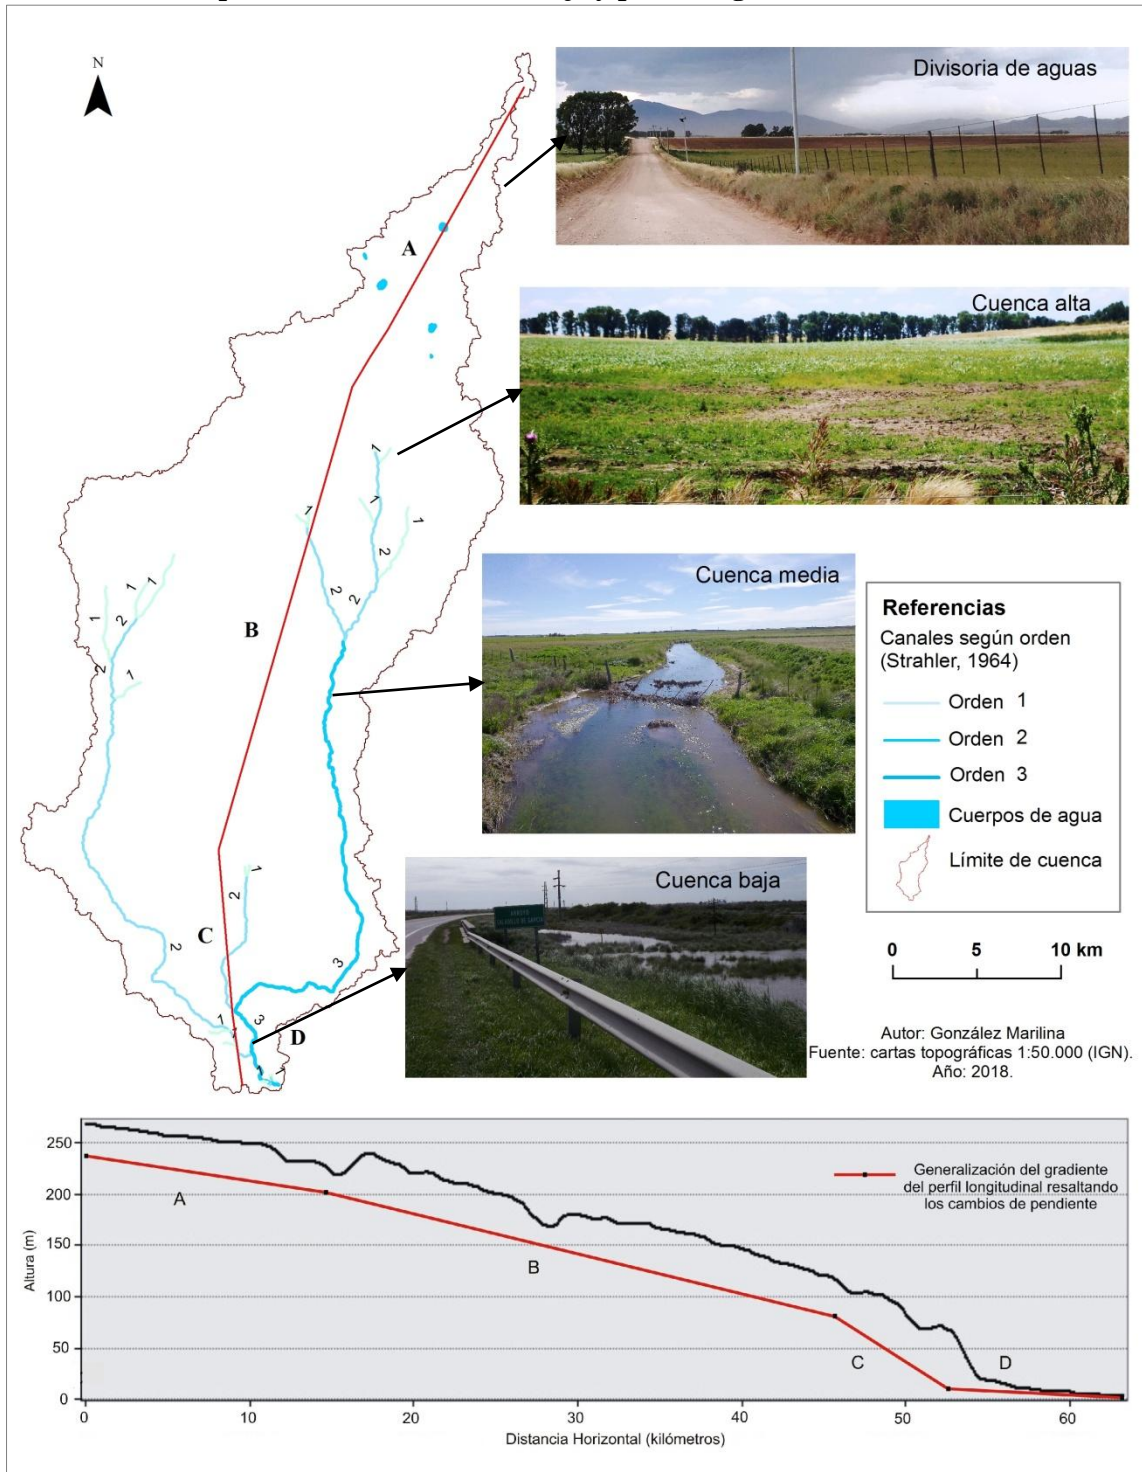 N
Divisoria de aguas
A
Cuenca alta
1
1
1
1
2
1
1
1
2
2
2
B
2
1
Cuenca media
Referencias
Canales según orden
(Strahler, 1964)
Orden 1
Orden 2
Orden 3
Cuerpos de agua
Límite de cuenca
Cuenca baja
1
2
C
2
3
0 5 10 km
1
1
3
D
1
1
Autor: González Marilina
Fuente: cartas topográficas 1:50.000 (IGN).
Año: 2018.
Generalización del gradiente
del perfil longitudinal resaltando
los cambios de pendiente
250
200
150
100
50
0
Altura (m)
A
B
C
D
0 10 20 30 40 50 60
Distancia Horizontal (kilómetros)